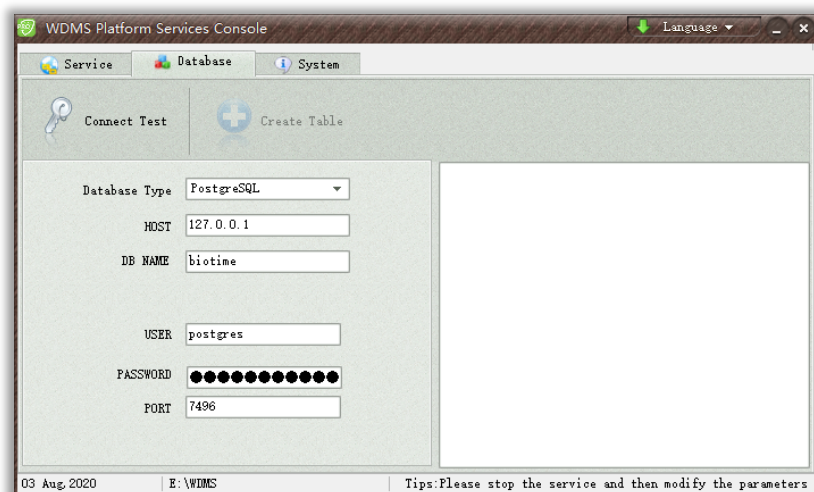 PRO WDMS Platform Services Console Language
Service Database System
Connect Test Create Table
Database Type PostgreSQL
HOST 127.0.0.1
DB NAME biotime
USER postgres
PASSWORD ●●●●●●●●●●●
PORT 7496
03 Aug,2020 E:\WDMS Tips:Please stop the service and then modify the parameters